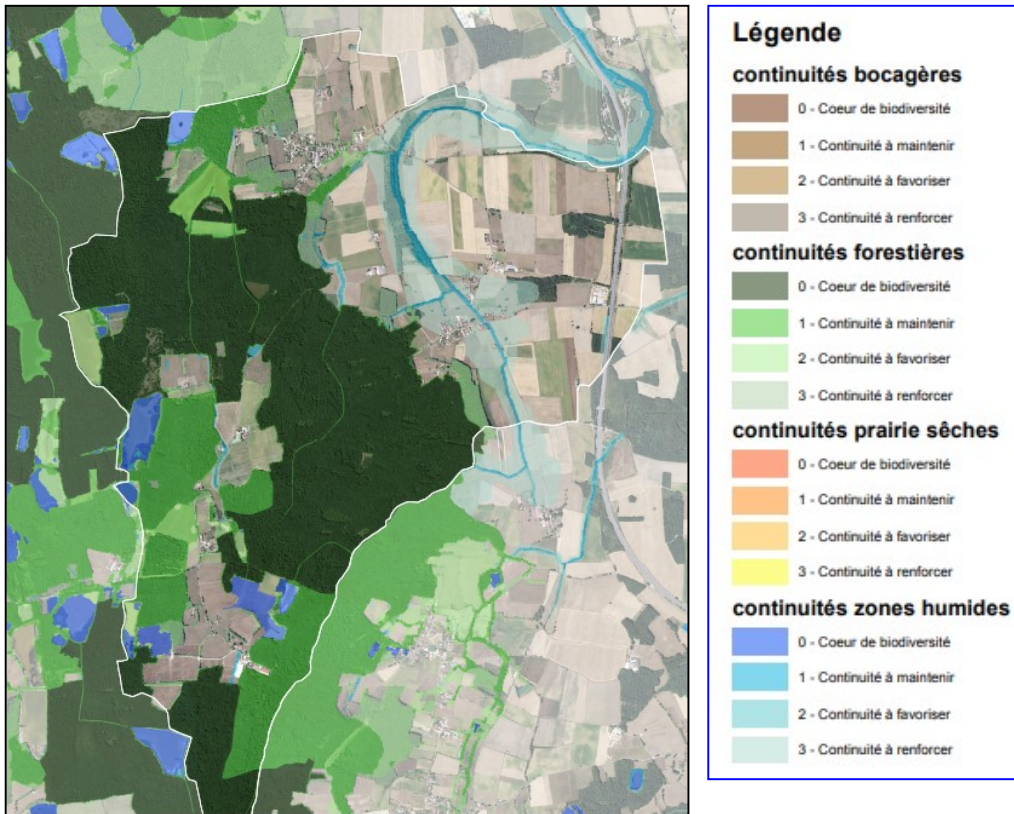 Légende
continuités bocagères
0 - Coeur de biodiversité
1 - Continuité à maintenir
2 - Continuité à favoriser
3 - Continuité à renforcer
continuités forestières
0 - Coeur de biodiversité
1 - Continuité à maintenir
2 - Continuité à favoriser
3 - Continuité à renforcer
continuités prairie sêches
0 - Coeur de biodiversité
1 - Continuité à maintenir
2 - Continuité à favoriser
3 - Continuité à renforcer
continuités zones humides
0 - Coeur de biodiversité
1 - Continuité à maintenir
2 - Continuité à favoriser
3 - Continuité à renforcer